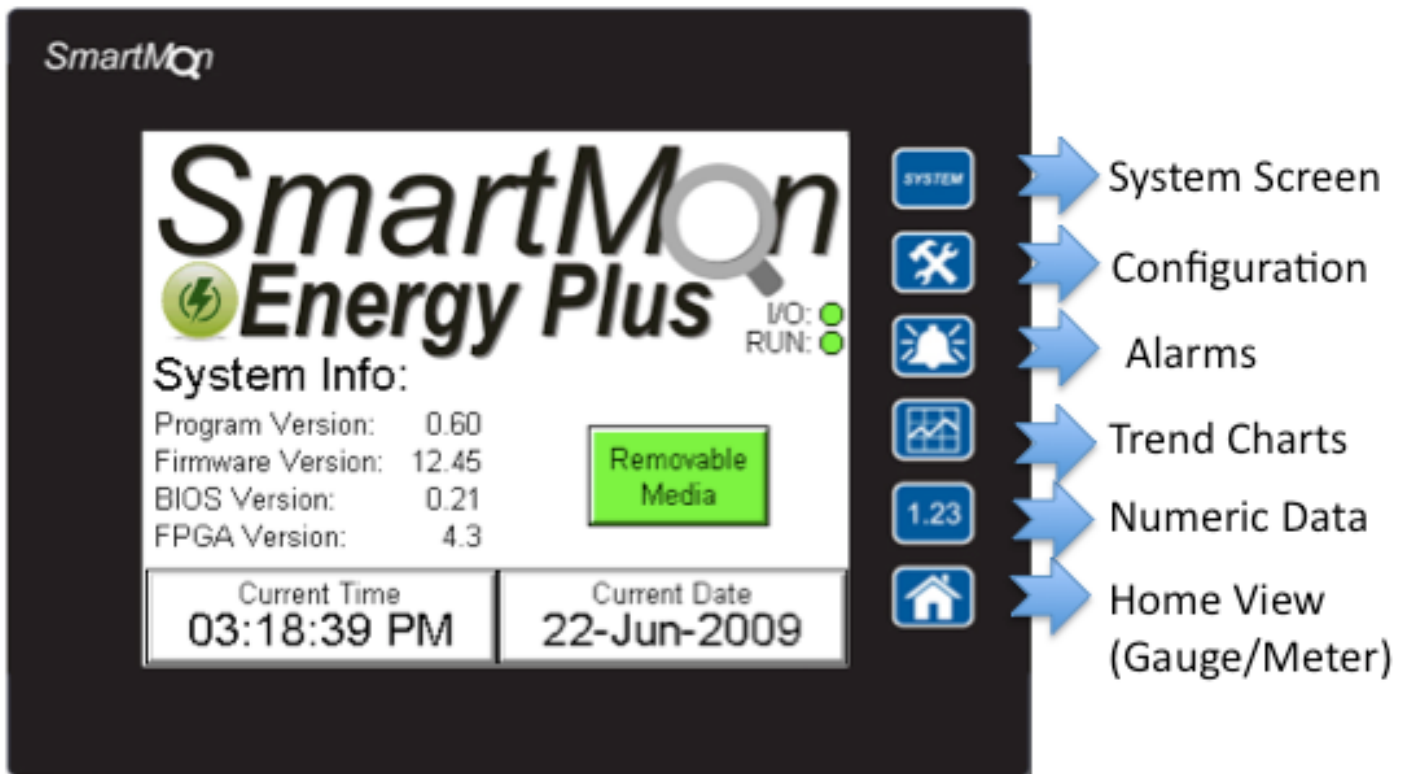 SmartMon
SmartMon
Energy Plus
I/O:
RUN:
System Info:
Program Version: 0.60
Firmware Version: 12.45
BIOS Version: 0.21
FPGA Version: 4.3
Removable
Media
Current Time
03:18:39 PM
Current Date
22-Jun-2009
SYSTEM
System Screen
Configuration
Alarms
Trend Charts
1.23
Numeric Data
Home View
(Gauge/Meter)